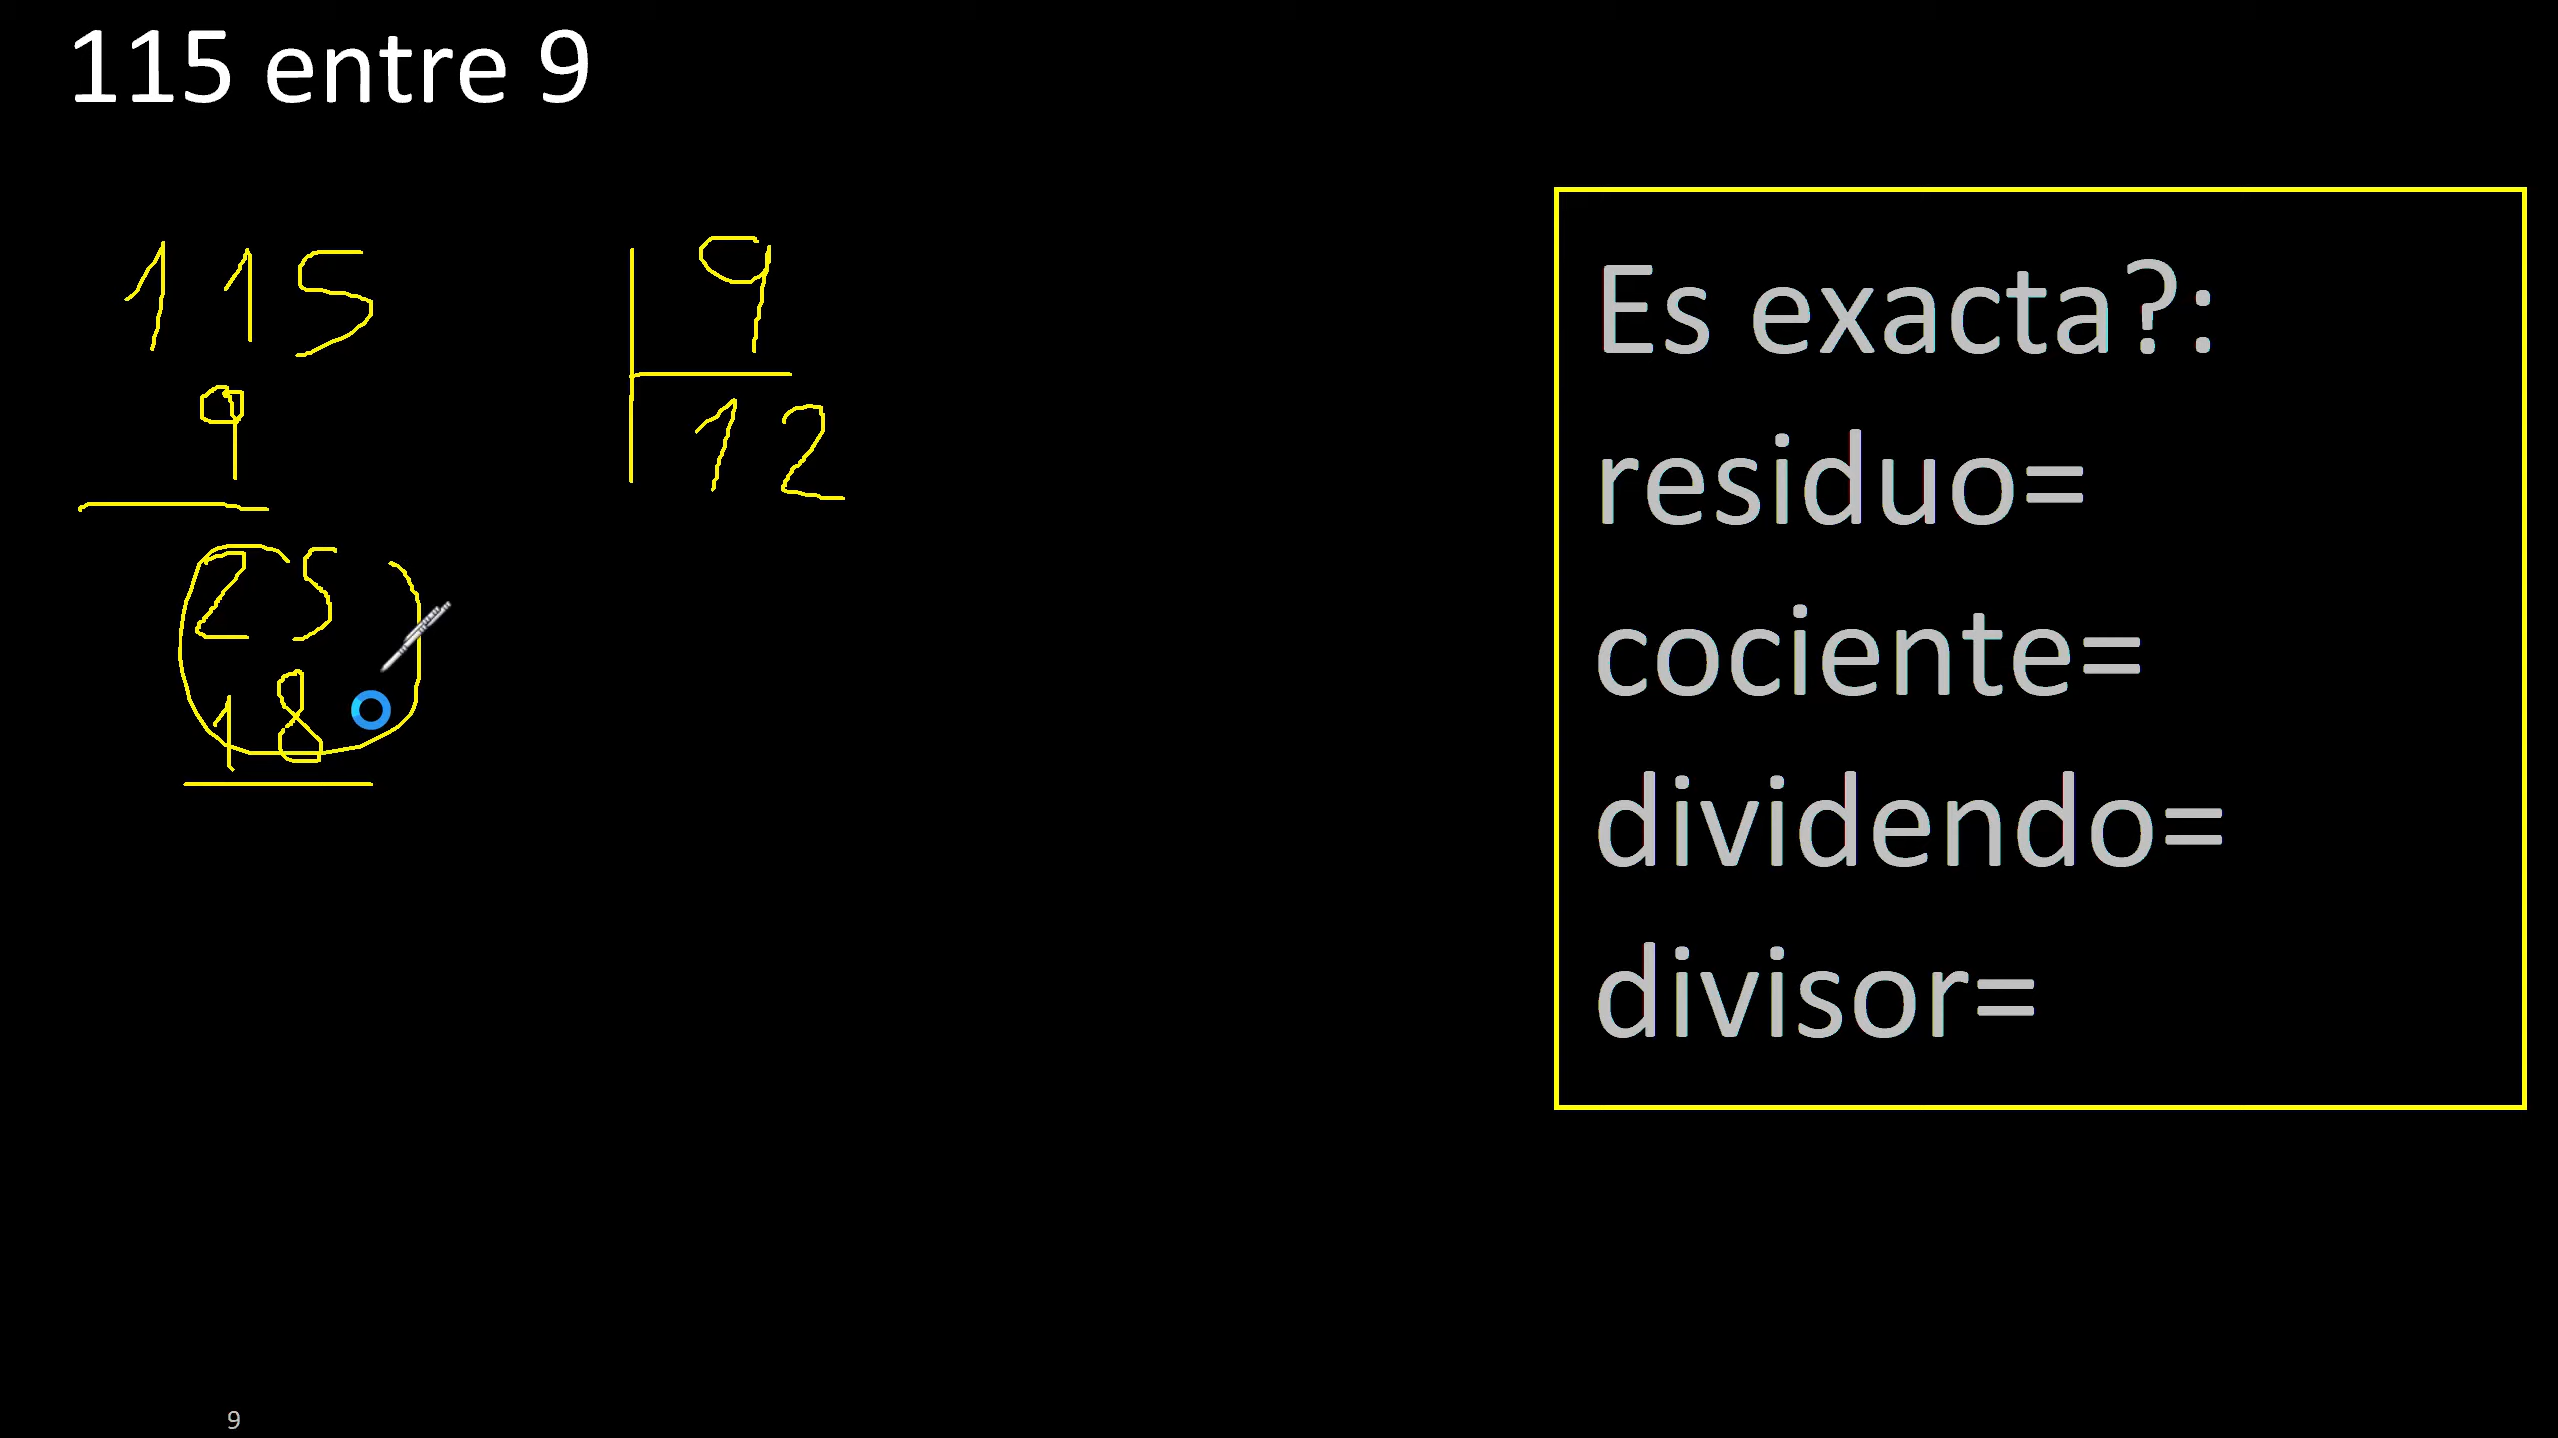 115 entre 9
115 9
9 12
25
18
Es exacta?:
residuo=
cociente=
dividendo=
divisor=
9